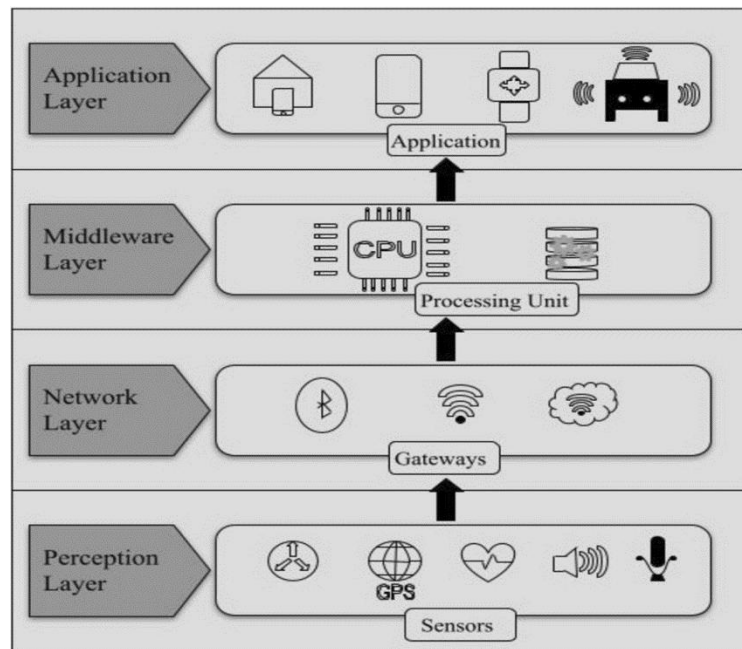 Application
Layer
Application
Middleware
Layer
CPU
Processing Unit
Network
Layer
Gateways
Perception
Layer
GPS
Sensors